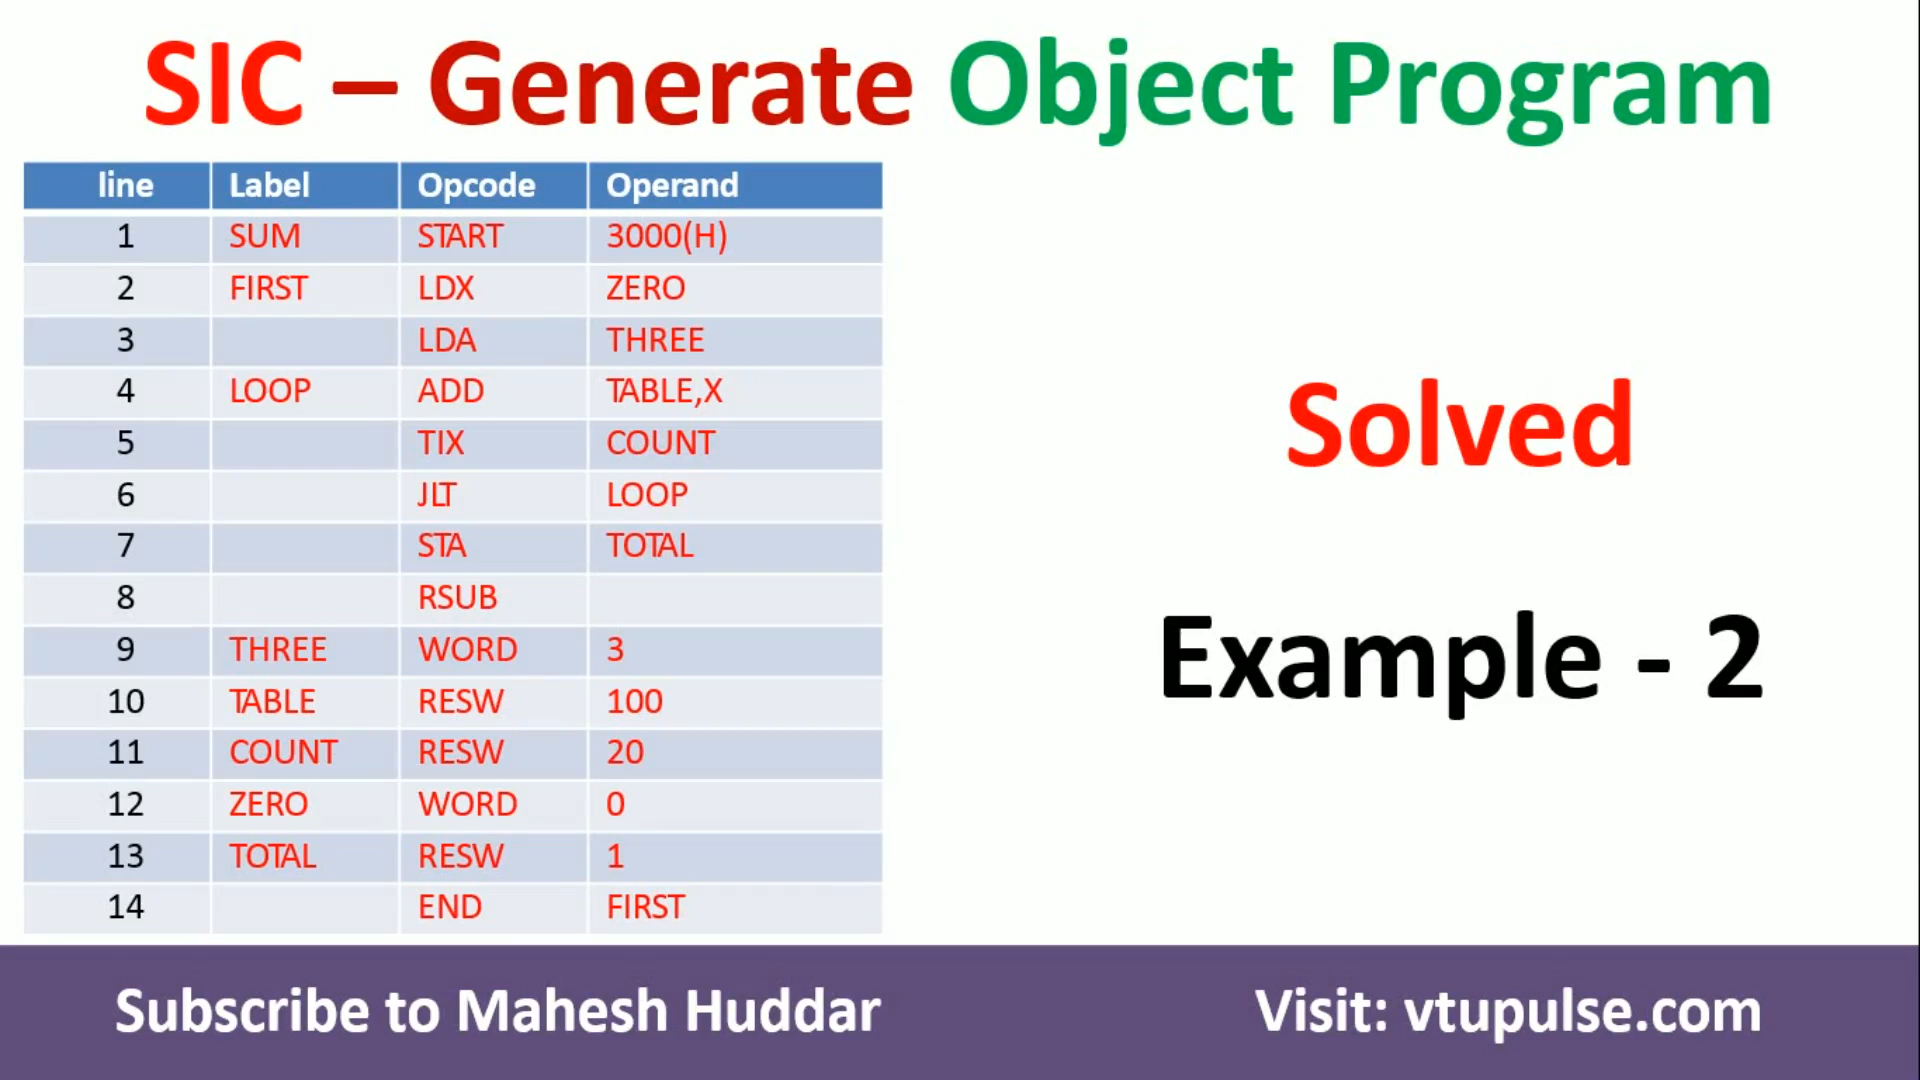 SIC – Generate Object Program
line Label Opcode Operand
1 SUM START 3000(H)
2 FIRST LDX ZERO
3 LDA THREE
4 LOOP ADD TABLE,X
5 TIX COUNT
6 JLT LOOP
7 STA TOTAL
8 RSUB
9 THREE WORD 3
10 TABLE RESW 100
11 COUNT RESW 20
12 ZERO WORD 0
13 TOTAL RESW 1
14 END FIRST
Solved
Example - 2
Subscribe to Mahesh Huddar
Visit: vtupulse.com